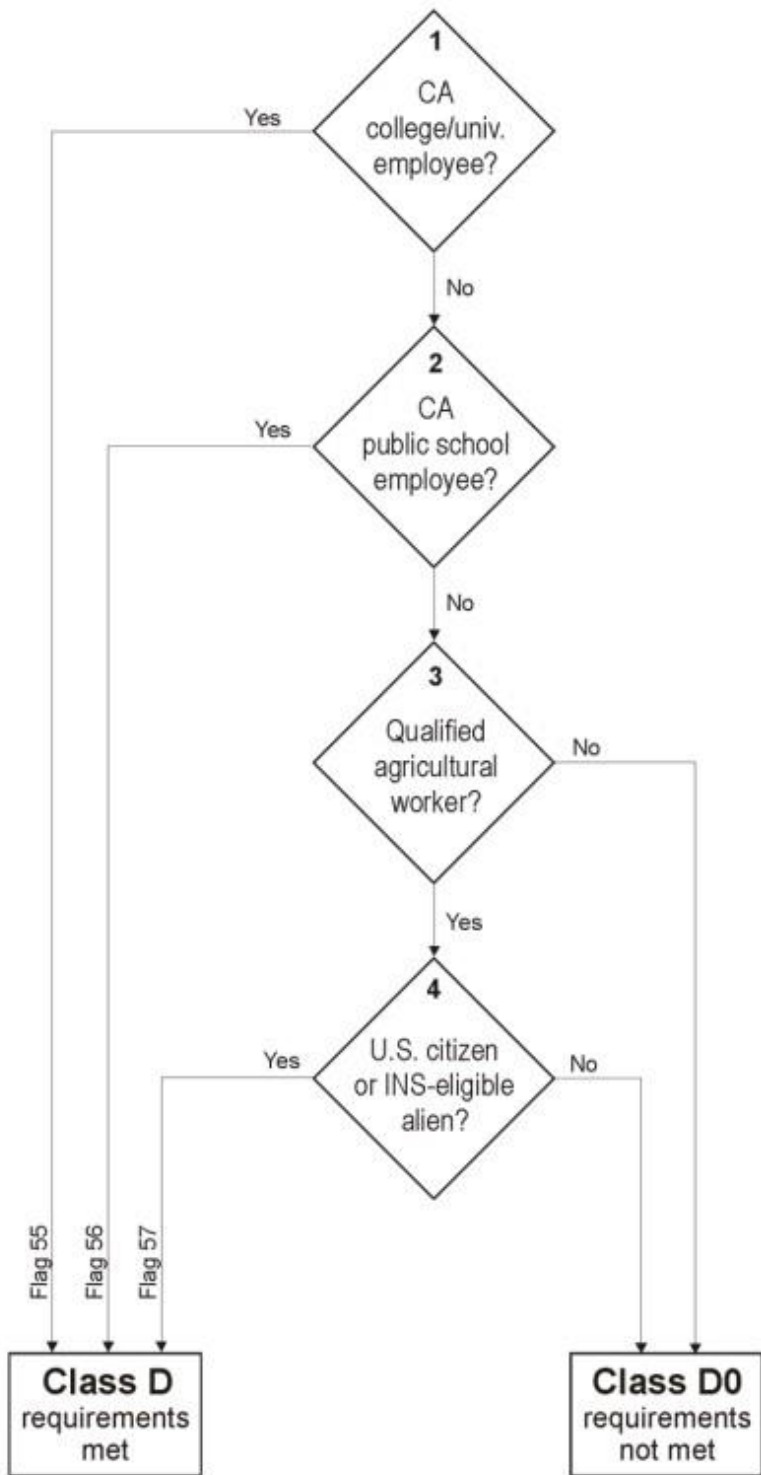 1
CA
college/univ.
employee?
Yes
No
2
CA
public school
employee?
Yes
No
3
Qualified
agricultural
worker?
No
Yes
4
U.S. citizen
or INS-eligible
alien?
Yes
No
Flag 55
Flag 56
Flag 57
Class D
requirements
met
Class D0
requirements
not met